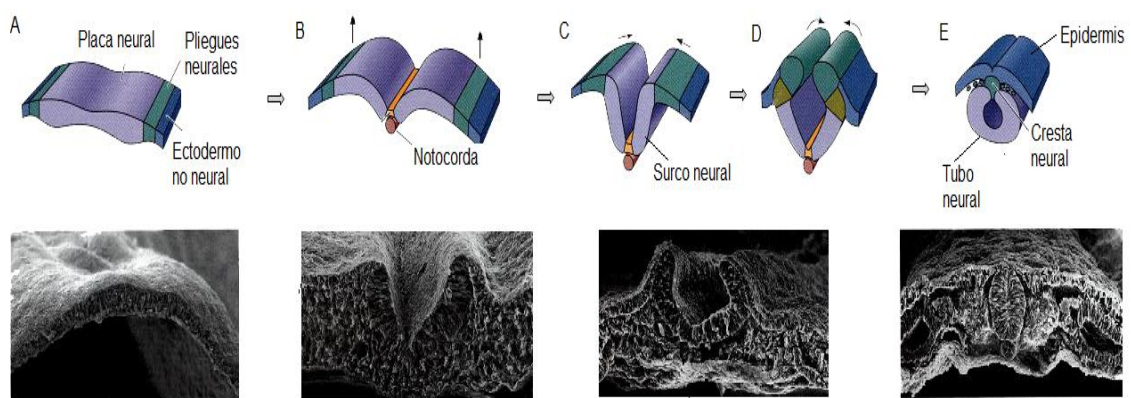 A
Placa neural
Pliegues
neurales
Ectodermo
no neural
B
Notocorda
C
Surco neural
D
E
Epidermis
Cresta
neural
Tubo
neural